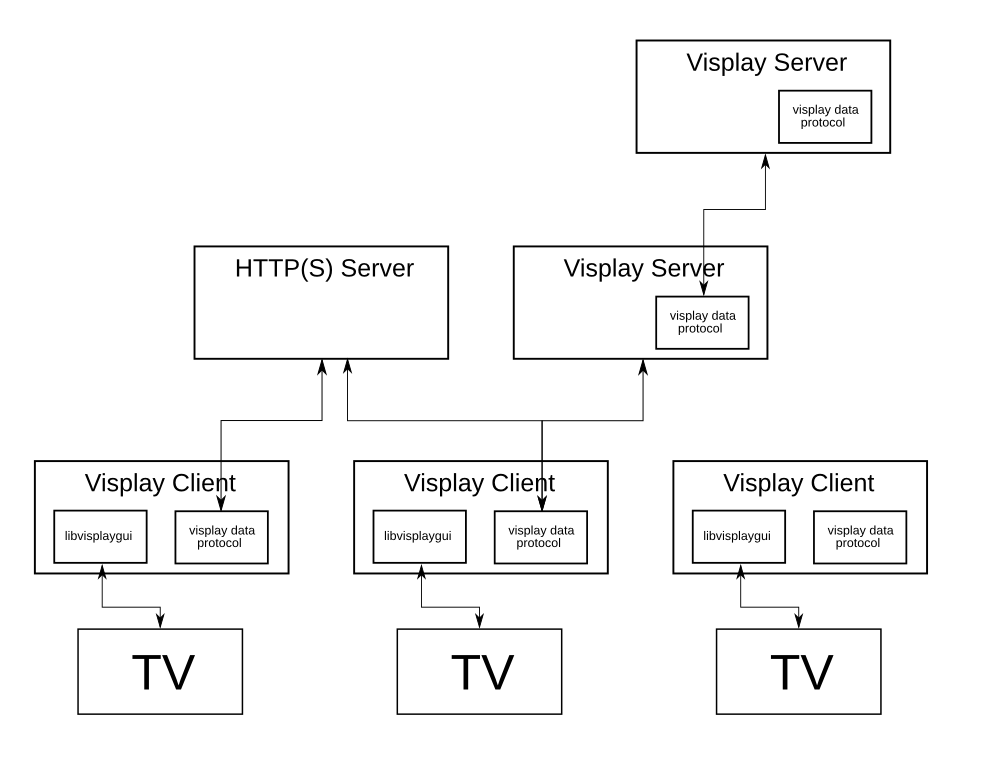 Visplay Server
visplay data
protocol
HTTP(S) Server
Visplay Server
visplay data
protocol
Visplay Client
libvisplaygui
visplay data
protocol
Visplay Client
libvisplaygui
visplay data
protocol
Visplay Client
libvisplaygui
visplay data
protocol
TV
TV
TV